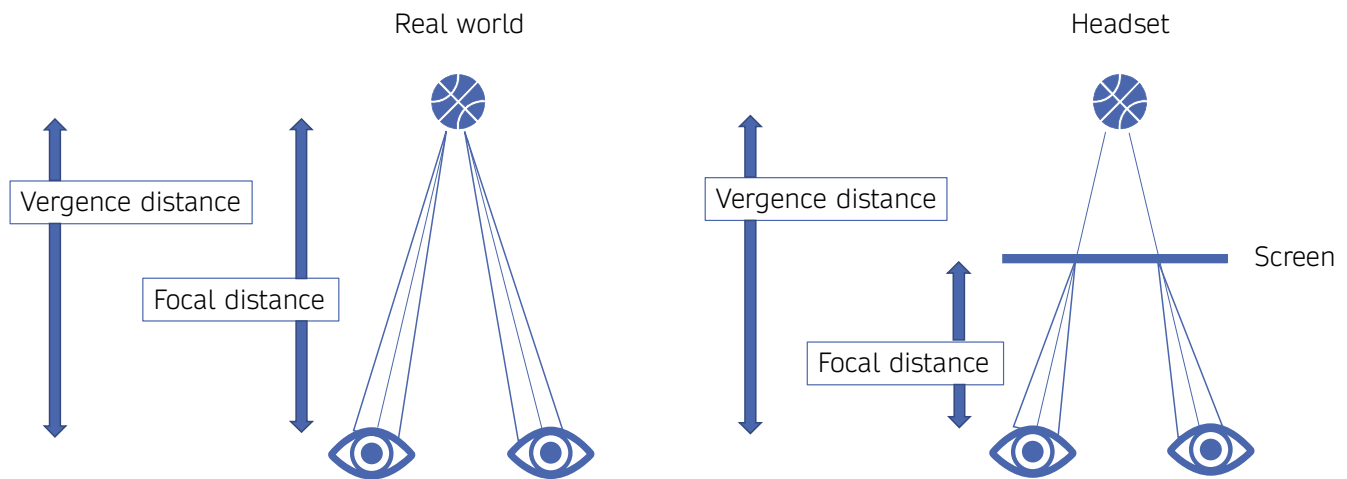 Real world
Vergence distance
Focal distance
Headset
Vergence distance
Screen
Focal distance